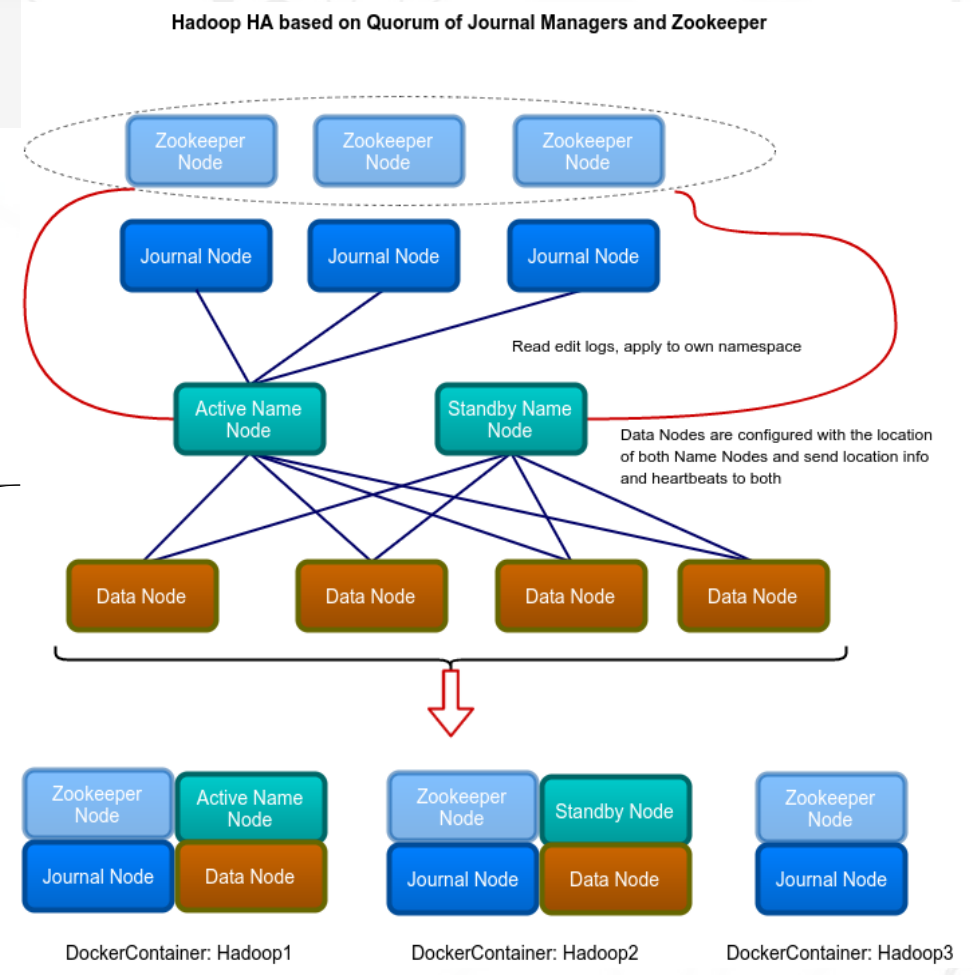 Hadoop HA based on Quorum of Journal Managers and Zookeeper
Zookeeper
Node
Zookeeper
Node
Zookeeper
Node
Journal Node
Journal Node
Journal Node
Read edit logs, apply to own namespace
Active Name
Node
Standby Name
Node
Data Nodes are configured with the location
of both Name Nodes and send location info
and heartbeats to both
Data Node
Data Node
Data Node
Data Node
Zookeeper
Node
Active Name
Node
Journal Node
Data Node
DockerContainer: Hadoop1
Zookeeper
Node
Standby Node
Journal Node
Data Node
DockerContainer: Hadoop2
Zookeeper
Node
Journal Node
DockerContainer: Hadoop3